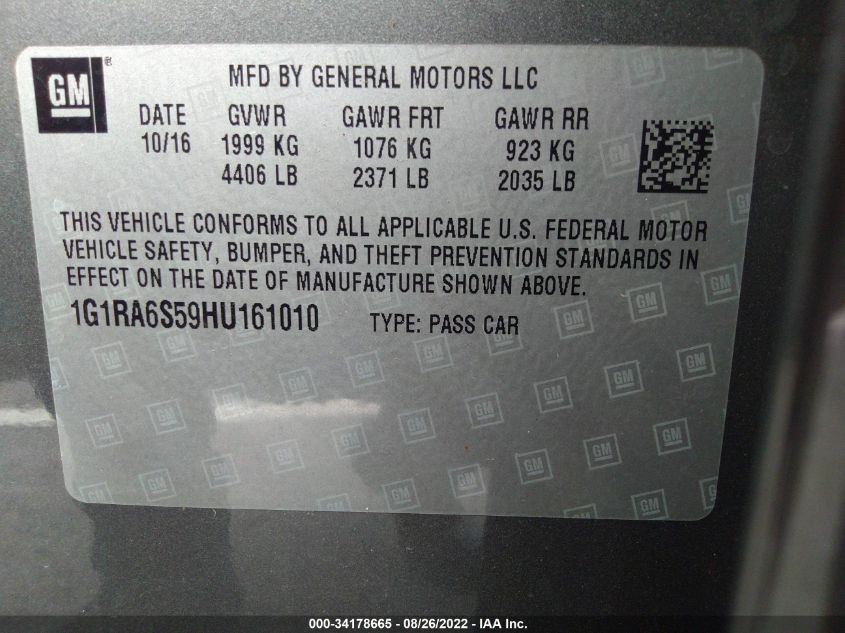 GM ®
MFD BY GENERAL MOTORS LLC
DATE GVWR GAWR FRT GAWR RR
10/16 1999 KG 1076 KG 923 KG
4406 LB 2371 LB 2035 LB
THIS VEHICLE CONFORMS TO ALL APPLICABLE U.S. FEDERAL MOTOR
VEHICLE SAFETY, BUMPER, AND THEFT PREVENTION STANDARDS IN
EFFECT ON THE DATE OF MANUFACTURE SHOWN ABOVE.
1G1RA6S59HU161010 TYPE: PASS CAR
000-34178665 - 08/26/2022 - IAA Inc.